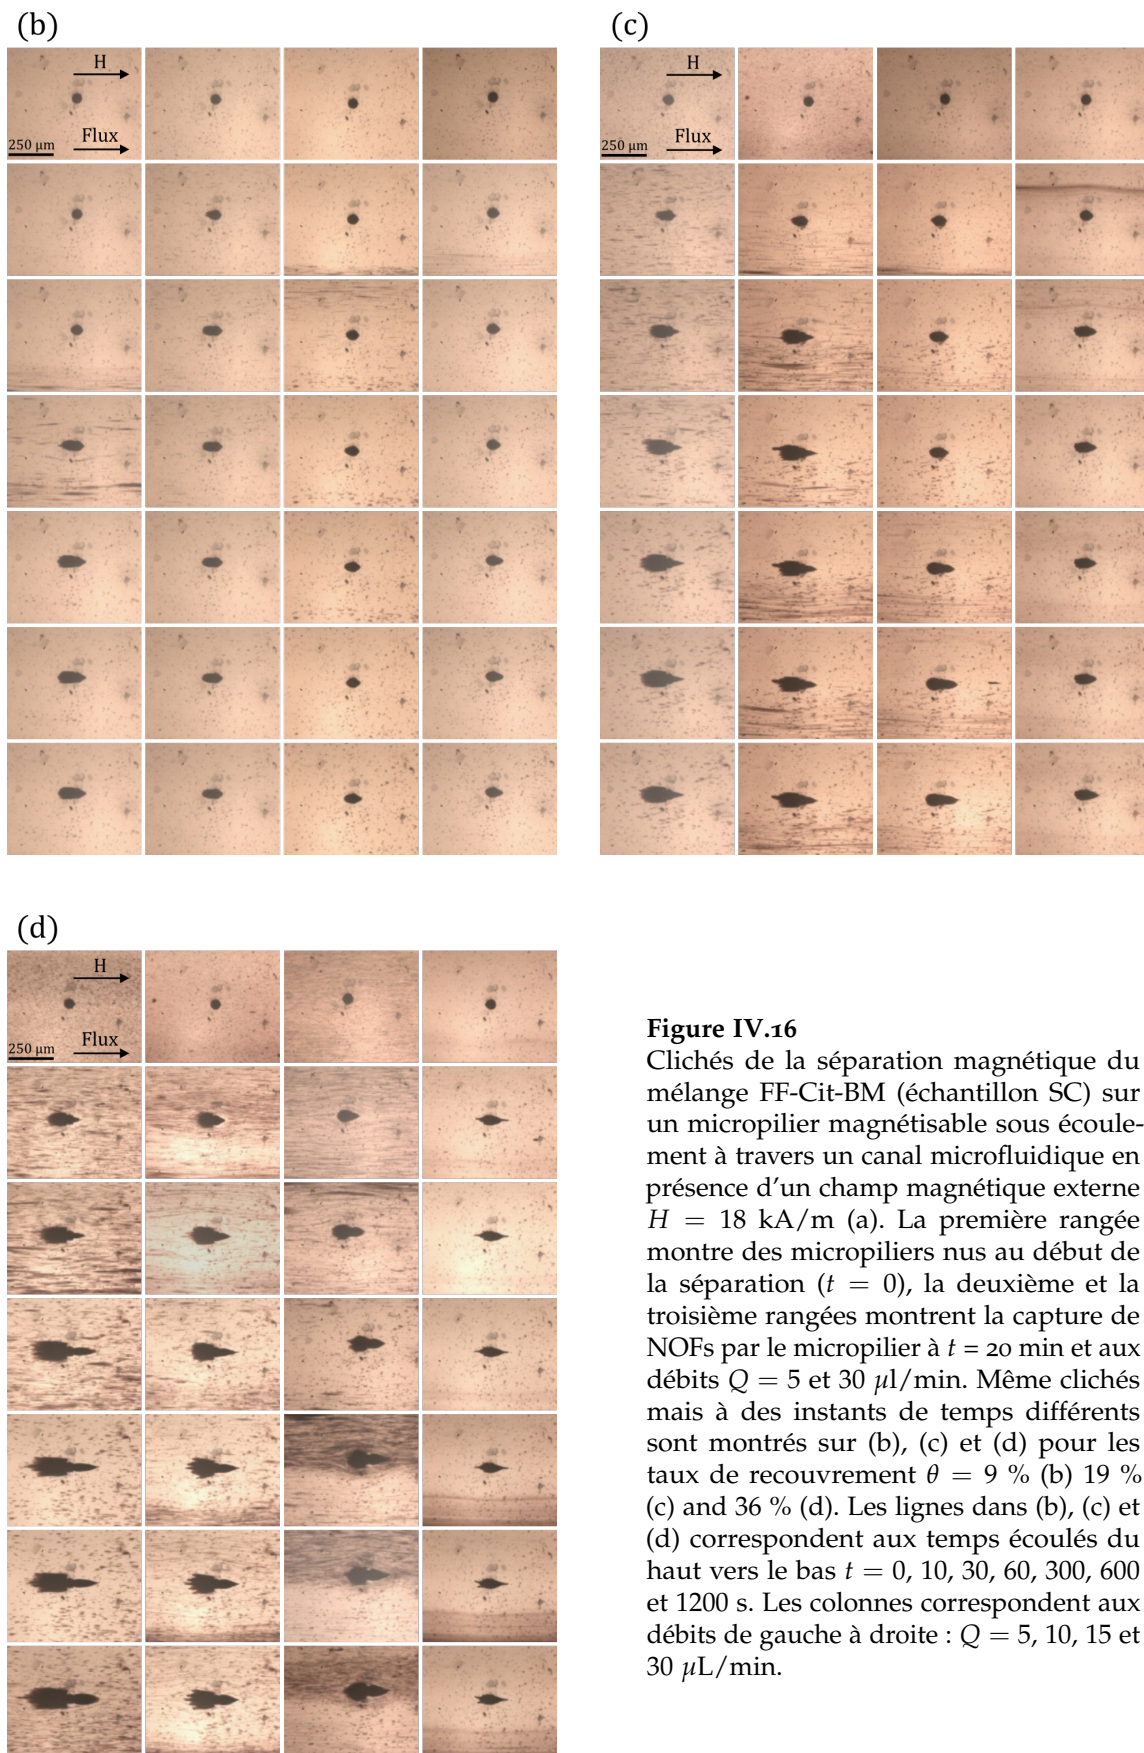 (b)
H
Flux
250 µm
(c)
H
Flux
250 µm
(d)
H
Flux
250 µm
Figure IV.16
Clichés de la séparation magnétique du
mélange FF-Cit-BM (échantillon SC) sur
un micropilier magnétisable sous écoule-
ment à travers un canal microfluidique en
présence d'un champ magnétique externe
H = 18 kA/m (a). La première rangée
montre des micropiliers nus au début de
la séparation (t = 0), la deuxième et la
troisième rangées montrent la capture de
NOFs par le micropilier à t = 20 min et aux
débits Q = 5 et 30 µl/min. Même clichés
mais à des instants de temps différents
sont montrés sur (b), (c) et (d) pour les
taux de recouvrement θ = 9 % (b) 19 %
(c) and 36 % (d). Les lignes dans (b), (c) et
(d) correspondent aux temps écoulés du
haut vers le bas t = 0, 10, 30, 60, 300, 600
et 1200 s. Les colonnes correspondent aux
débits de gauche à droite : Q = 5, 10, 15 et
30 µL/min.